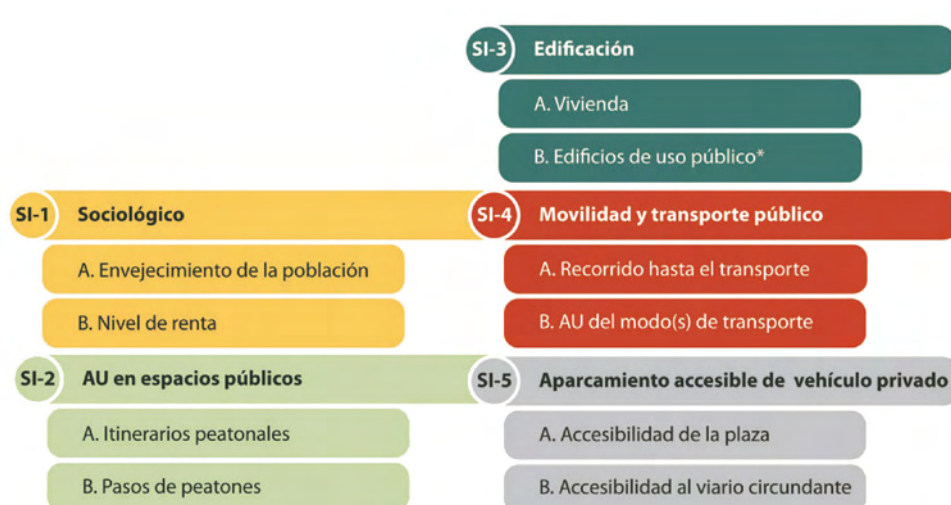 SI-1 Sociológico
A. Envejecimiento de la población
B. Nivel de renta
SI-2 AU en espacios públicos
A. Itinerarios peatonales
B. Pasos de peatones
SI-3 Edificación
A. Vivienda
B. Edificios de uso público*
SI-4 Movilidad y transporte público
A. Recorrido hasta el transporte
B. AU del modo(s) de transporte
SI-5 Aparcamiento accesible de vehículo privado
A. Accesibilidad de la plaza
B. Accesibilidad al viario circundante